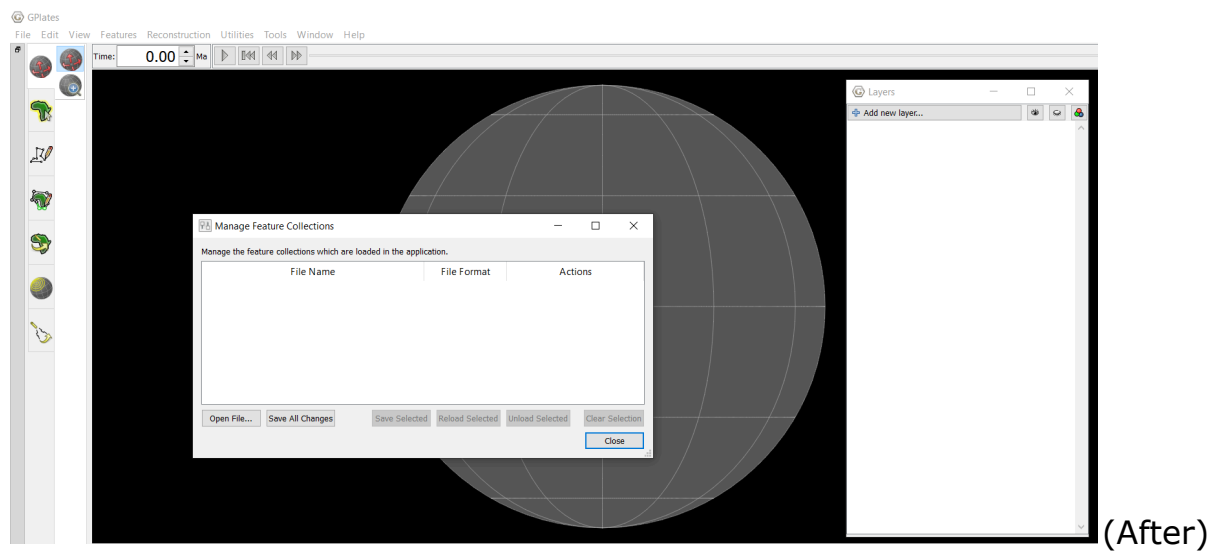 GPlates
File Edit View Features Reconstruction Utilities Tools Window Help
Time: 0.00 Ma
Layers
Add new layer...
Manage Feature Collections
Manage the feature collections which are loaded in the application.
File Name File Format Actions
Open File... Save All Changes Save Selected Reload Selected Unload Selected Clear Selection
Close
(After)